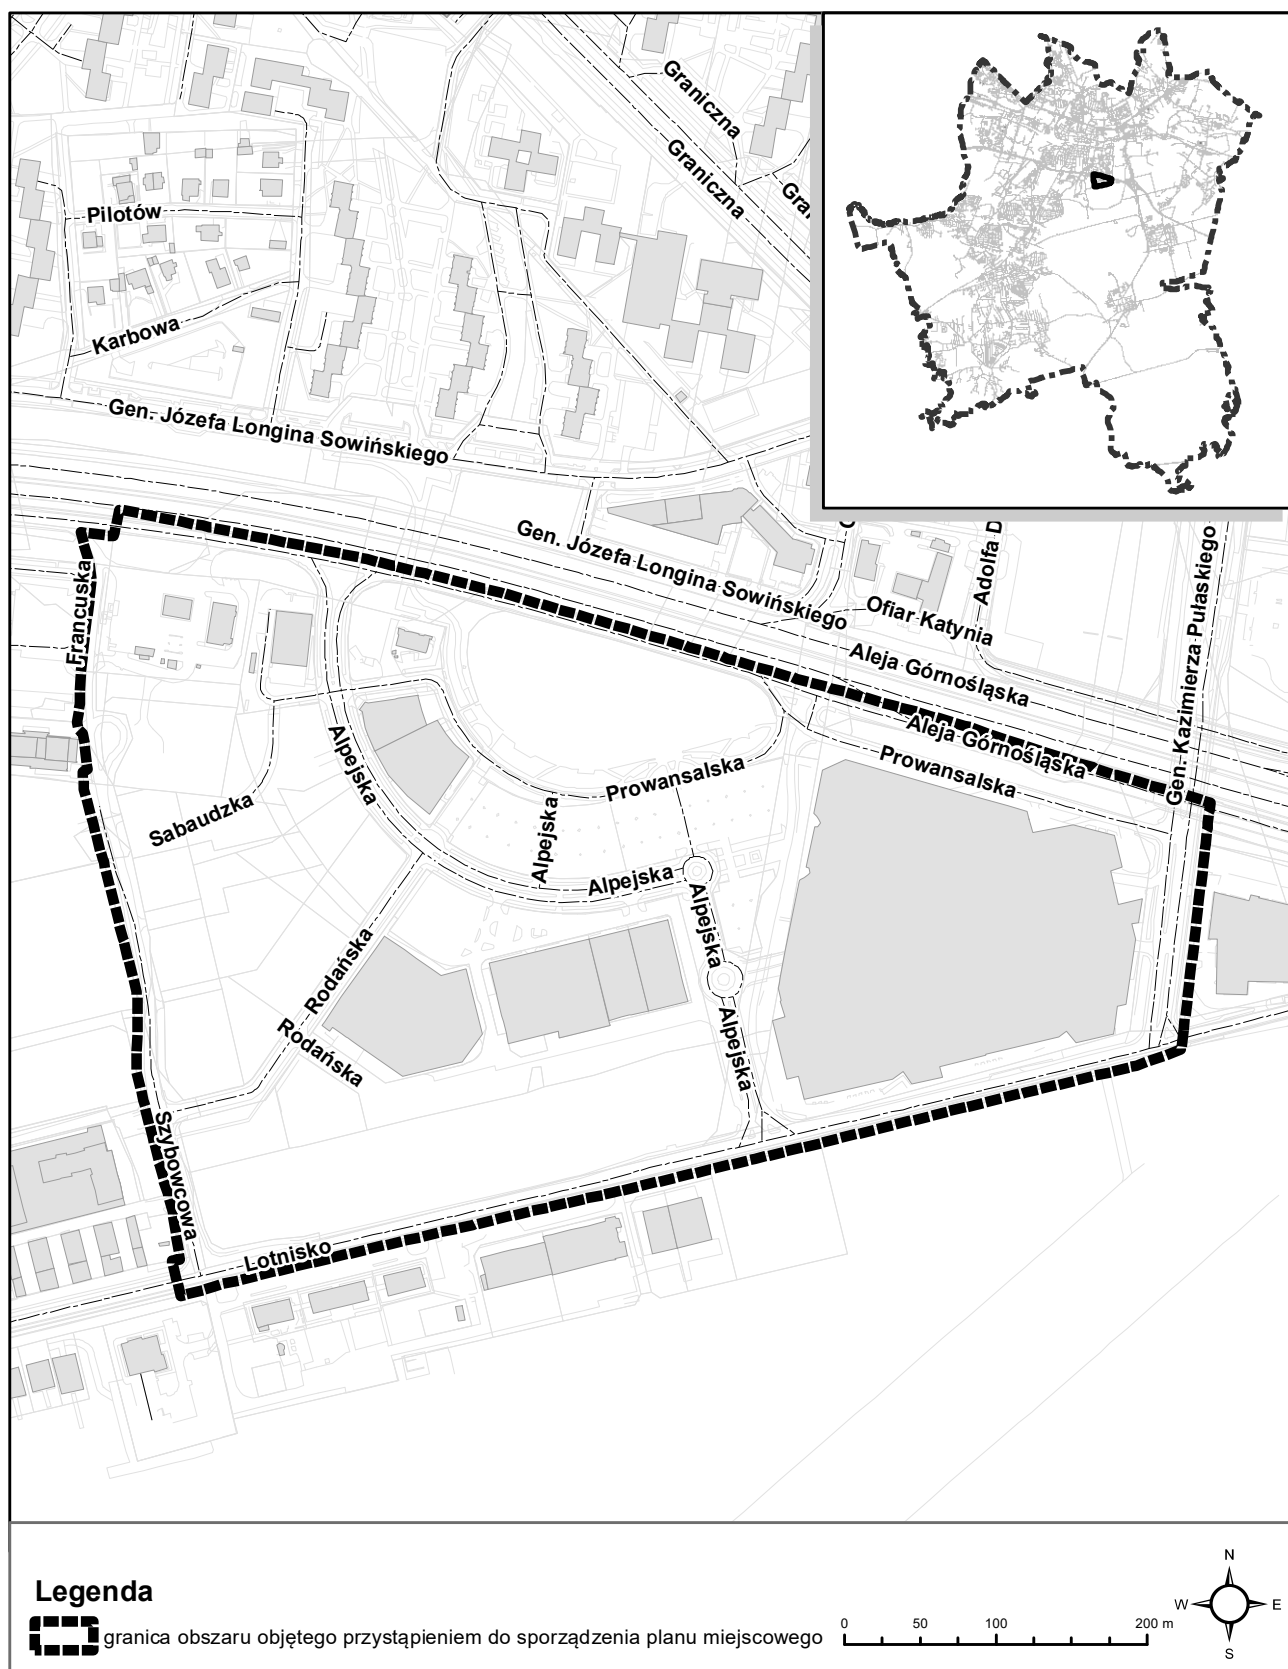 Graniczna
Graniczna
Pilotów
Karbowa
Gen. Józefa Longina Sowińskiego
Gen. Józefa Longina Sowińskiego
Adolfa D
Ofiar Katynia
Gen. Kazimierza Pułaskiego
Francuska
Aleja Górnośląska
Aleja Górnośląska
Prowansalska
Prowansalska
Alpejska
Sabaudzka
Alpejska
Alpejska
Alpejska
Rodańska
Rodańska
Alpejska
Szybowcowa
Lotnisko
Legenda
granica obszaru objętego przystąpieniem do sporządzenia planu miejscowego
0 50 100 200 m
N
W E
S